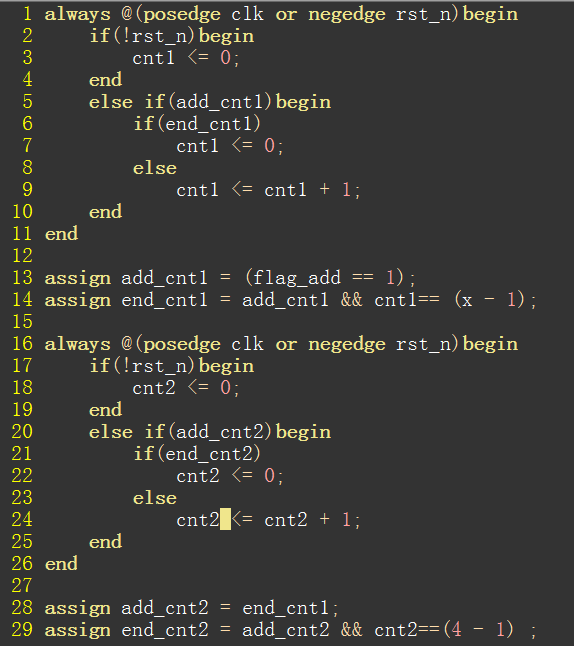 1 always @(posedge clk or negedge rst_n)begin
2     if(!rst_n)begin
3         cnt1 <= 0;
4     end
5     else if(add_cnt1)begin
6         if(end_cnt1)
7             cnt1 <= 0;
8         else
9             cnt1 <= cnt1 + 1;
10     end
11 end
12
13 assign add_cnt1 = (flag_add == 1);
14 assign end_cnt1 = add_cnt1 && cnt1== (x - 1);
15
16 always @(posedge clk or negedge rst_n)begin
17     if(!rst_n)begin
18         cnt2 <= 0;
19     end
20     else if(add_cnt2)begin
21         if(end_cnt2)
22             cnt2 <= 0;
23         else
24             cnt2 <= cnt2 + 1;
25     end
26 end
27
28 assign add_cnt2 = end_cnt1;
29 assign end_cnt2 = add_cnt2 && cnt2==(4 - 1) ;